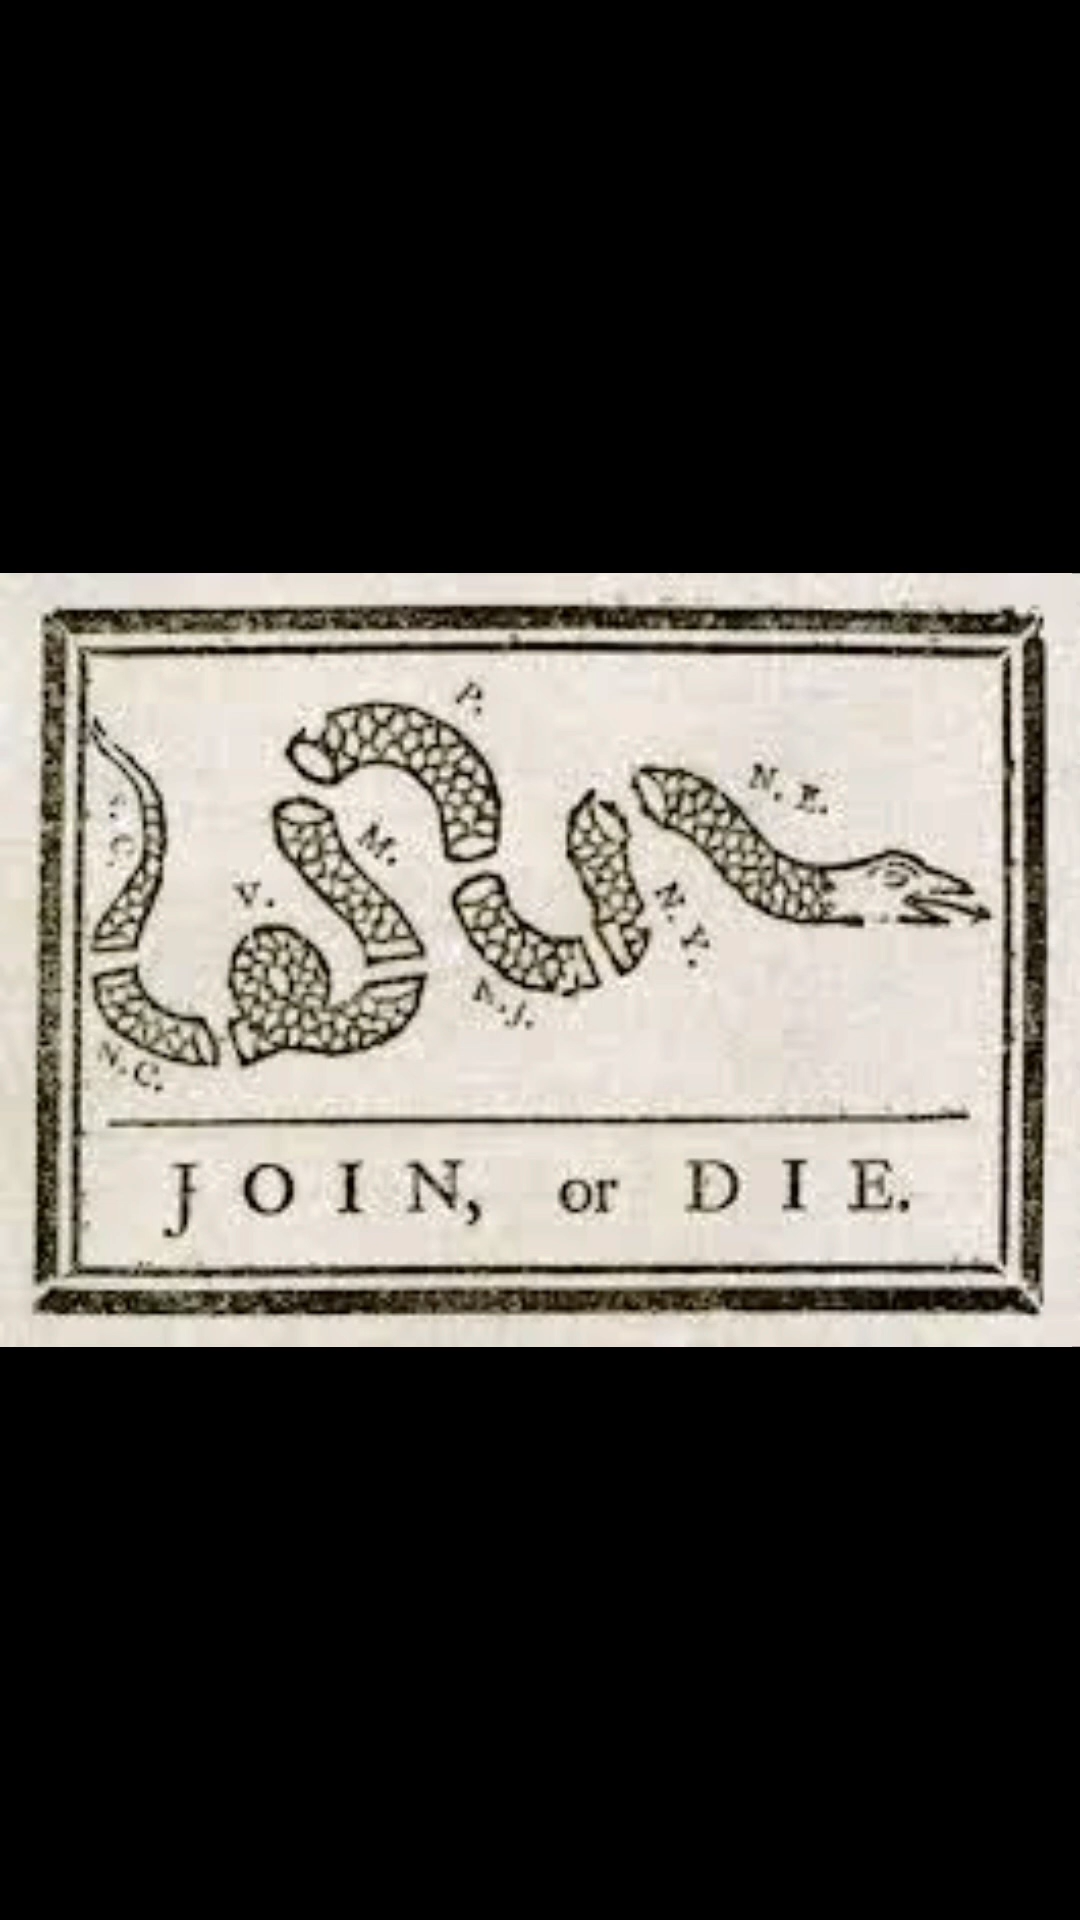 P.
N. E.
S. C.
M.
V.
N. Y.
N. J.
N. C.
JOIN, or DIE.